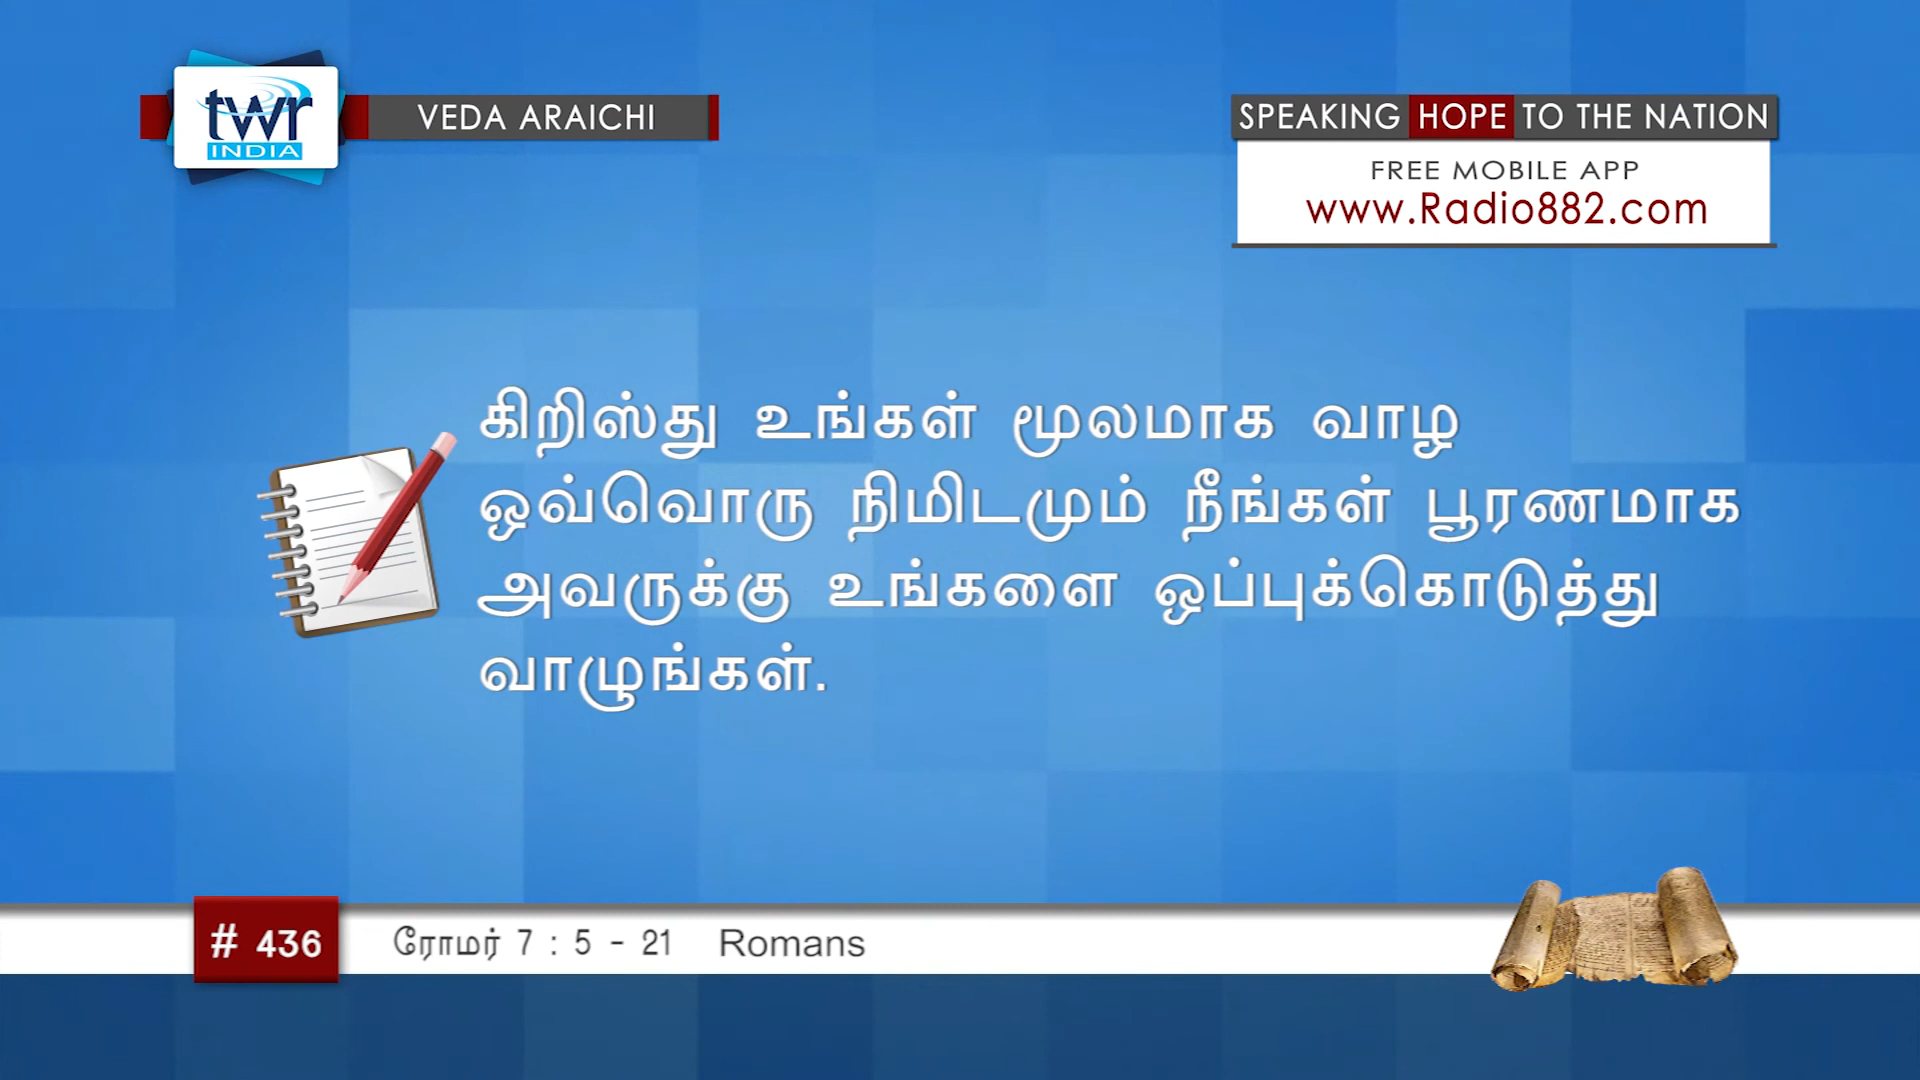 twr
INDIA
VEDA ARAICHI
SPEAKING HOPE TO THE NATION
FREE MOBILE APP
www.Radio882.com
கிறிஸ்து உங்கள் மூலமாக வாழ
ஒவ்வொரு நிமிடமும் நீங்கள் பூரணமாக
அவருக்கு உங்களை ஒப்புக்கொடுத்து
வாழுங்கள்.
# 436
ரோமர் 7 : 5 - 21 Romans